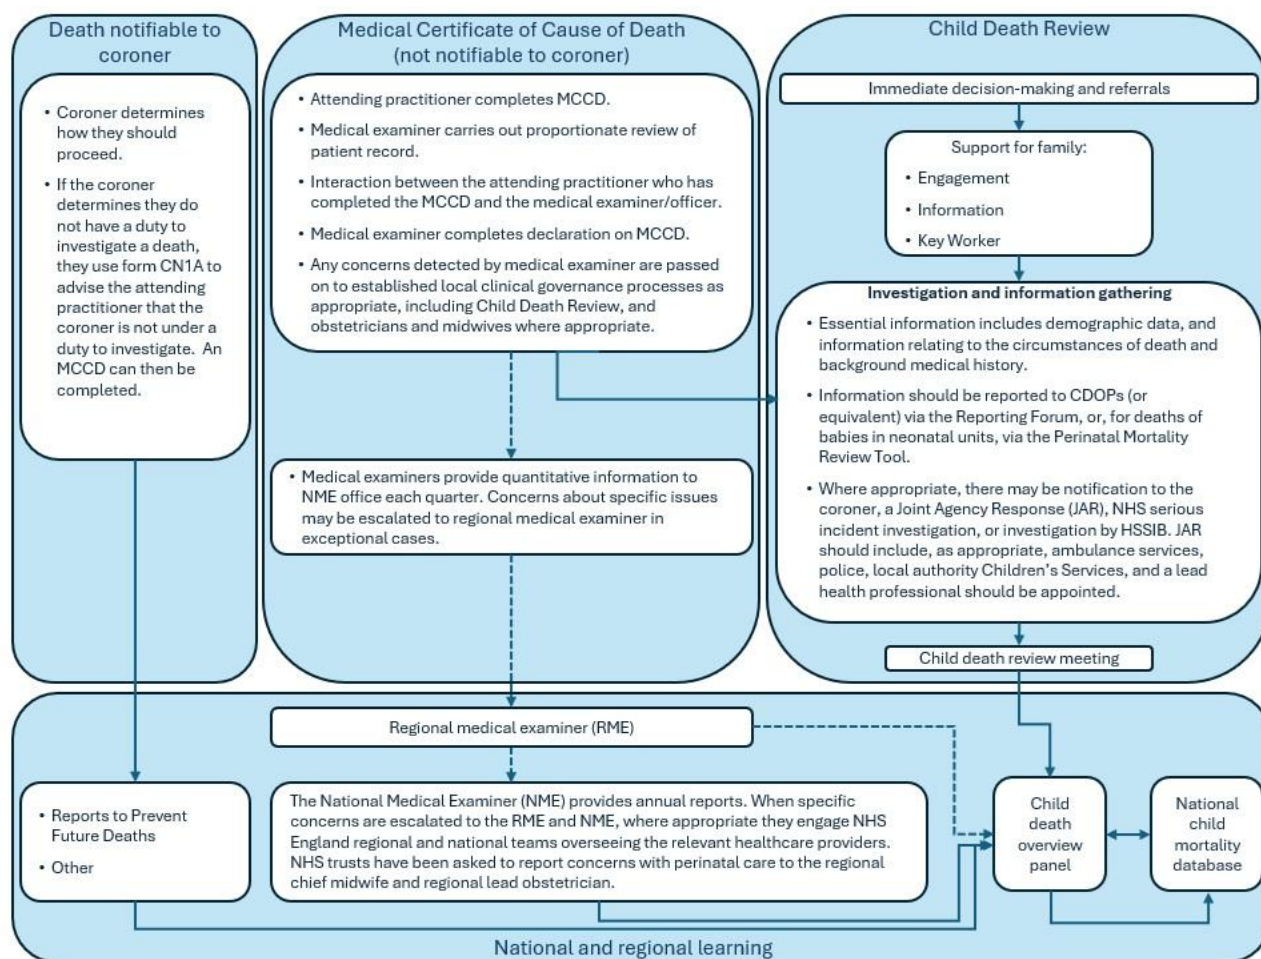 Death notifiable to
coroner
• Coroner determines
how they should
proceed.
• If the coroner
determines they do
not have a duty to
investigate a death,
they use form CN1A to
advise the attending
practitioner that the
coroner is not under a
duty to investigate. An
MCCD can then be
completed.
Medical Certificate of Cause of Death
(not notifiable to coroner)
• Attending practitioner completes MCCD.
• Medical examiner carries out proportionate review of
patient record.
• Interaction between the attending practitioner who has
completed the MCCD and the medical examiner/officer.
• Medical examiner completes declaration on MCCD.
• Any concerns detected by medical examiner are passed
on to established local clinical governance processes as
appropriate, including Child Death Review, and
obstetricians and midwives where appropriate.
• Medical examiners provide quantitative information to
NME office each quarter. Concerns about specific issues
may be escalated to regional medical examiner in
exceptional cases.
Child Death Review
Immediate decision-making and referrals
Support for family:
• Engagement
• Information
• Key Worker
Investigation and information gathering
• Essential information includes demographic data, and
information relating to the circumstances of death and
background medical history.
• Information should be reported to CDOPs (or
equivalent) via the Reporting Forum, or, for deaths of
babies in neonatal units, via the Perinatal Mortality
Review Tool.
• Where appropriate, there may be notification to the
coroner, a Joint Agency Response (JAR), NHS serious
incident investigation, or investigation by HSSIB. JAR
should include, as appropriate, ambulance services,
police, local authority Children's Services, and a lead
health professional should be appointed.
Child death review meeting
Regional medical examiner (RME)
• Reports to Prevent
Future Deaths
• Other
The National Medical Examiner (NME) provides annual reports. When specific
concerns are escalated to the RME and NME, where appropriate they engage NHS
England regional and national teams overseeing the relevant healthcare providers.
NHS trusts have been asked to report concerns with perinatal care to the regional
chief midwife and regional lead obstetrician.
Child
death
overview
panel
National
child
mortality
database
National and regional learning